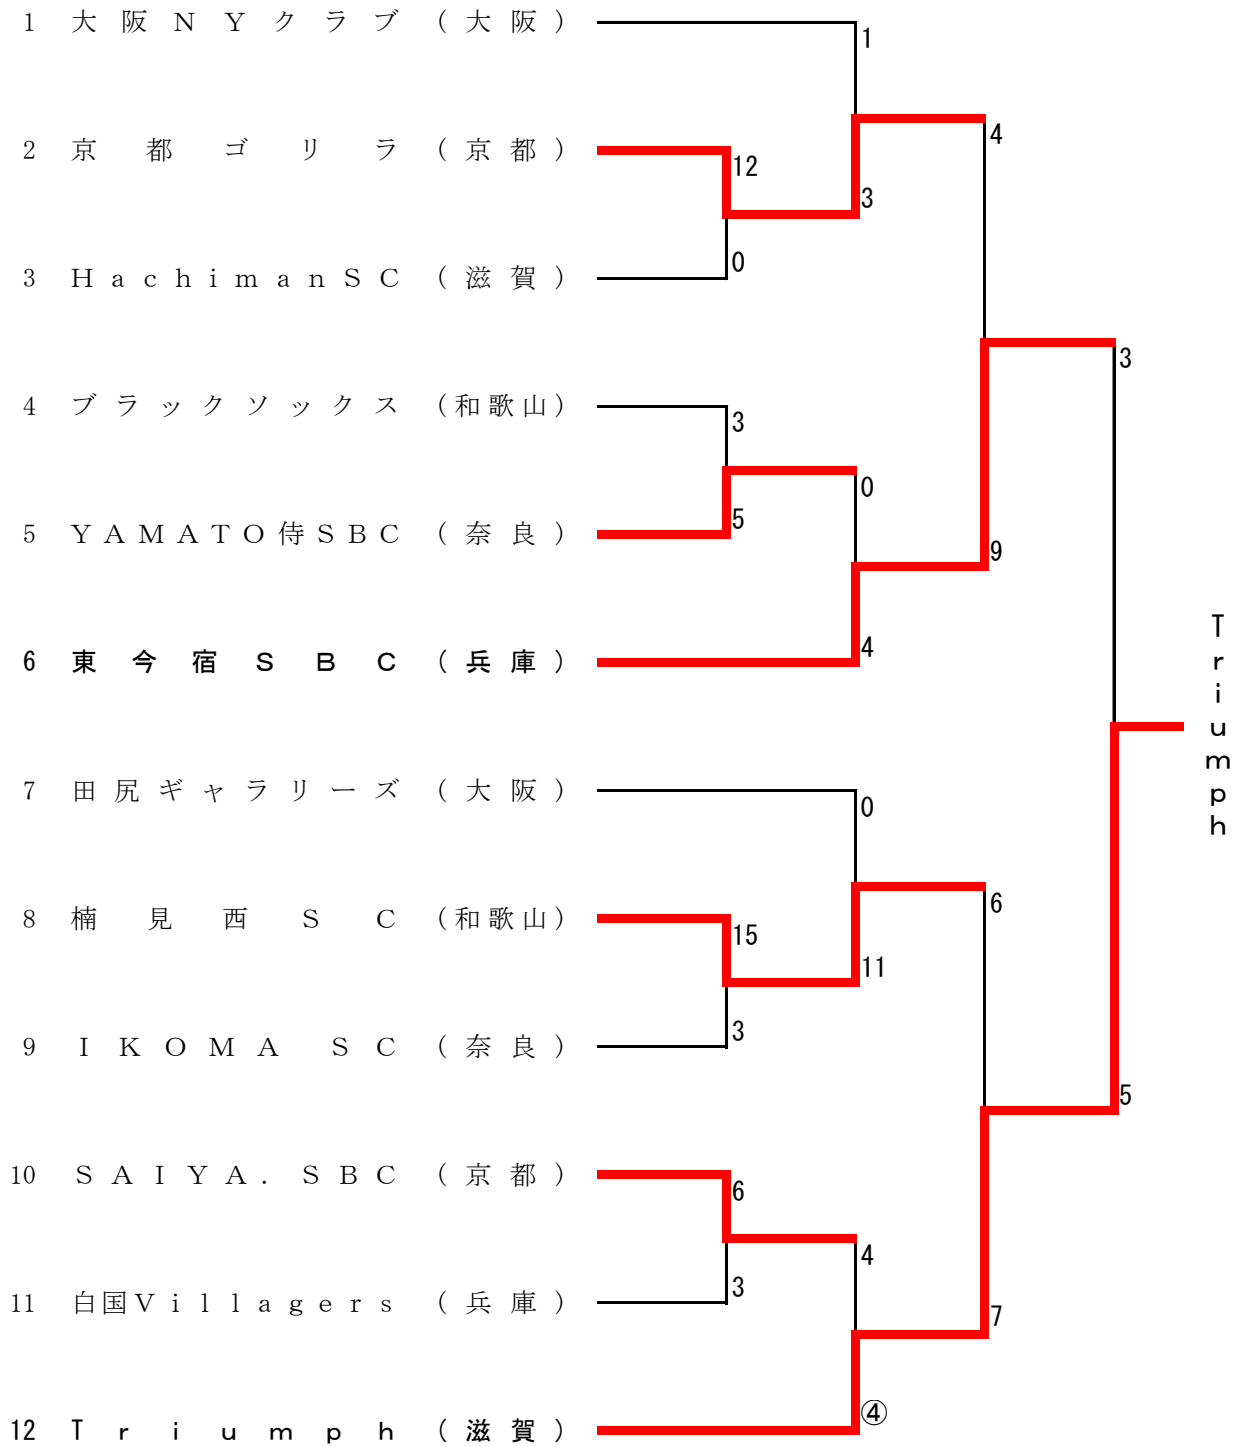 1 大阪NYクラブ (大阪)
1
4
2 京都ゴリラ (京都)
12
3
0
3 HachimanSC (滋賀)
3
4 ブラックソックス (和歌山)
3
0
5 YAMATO侍SBC (奈良)
5
9
4
6 東今宿SBC (兵庫)
Triumph
7 田尻ギャラリーズ (大阪)
0
6
8 楠見西SC (和歌山)
15
11
3
9 IKOMA SC (奈良)
5
10 SAIYA.SBC (京都)
6
4
3
11 白国Villagers (兵庫)
7
④
12 Triumph (滋賀)